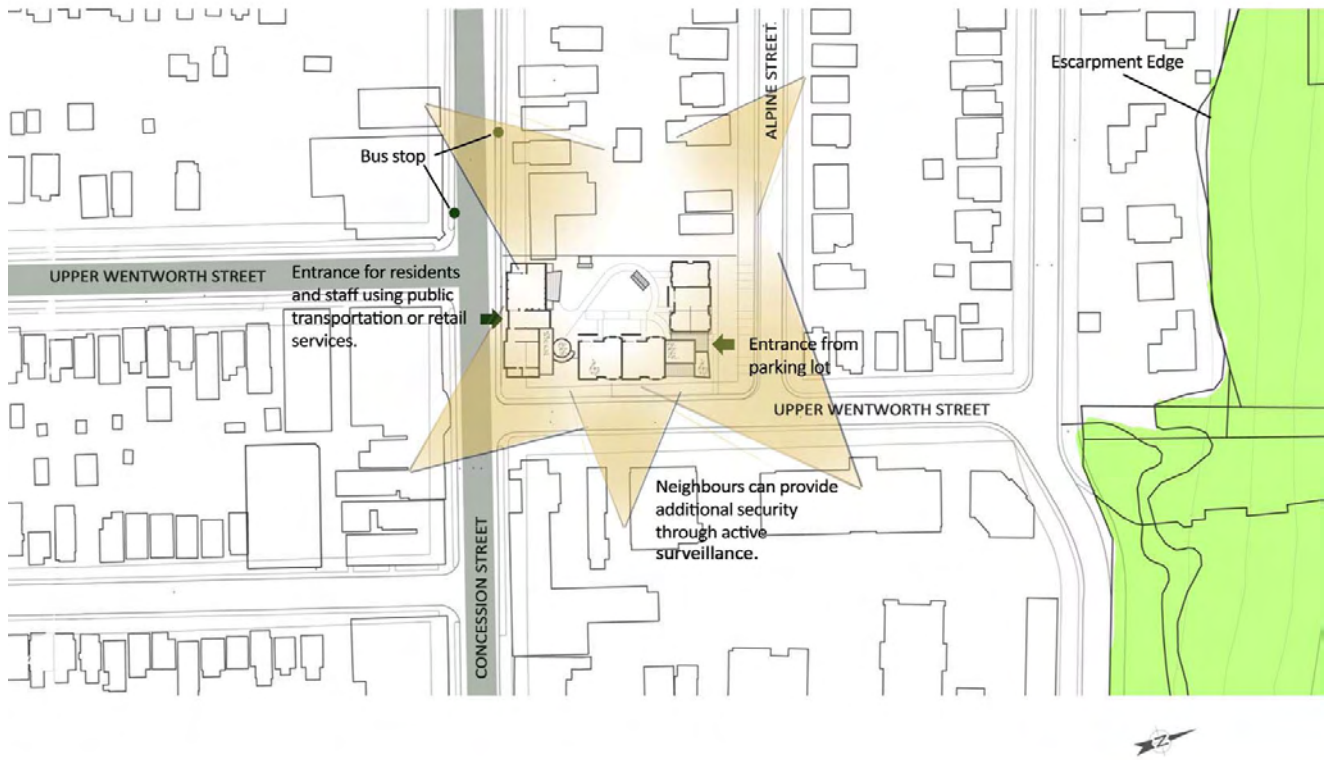 ALPINE STREET
Escarpment Edge
Bus stop
UPPER WENTWORTH STREET
Entrance for residents
and staff using public
transportation or retail
services.
Entrance from
parking lot
UPPER WENTWORTH STREET
Neighbours can provide
additional security
through active
surveillance.
CONCESSION STREET
N